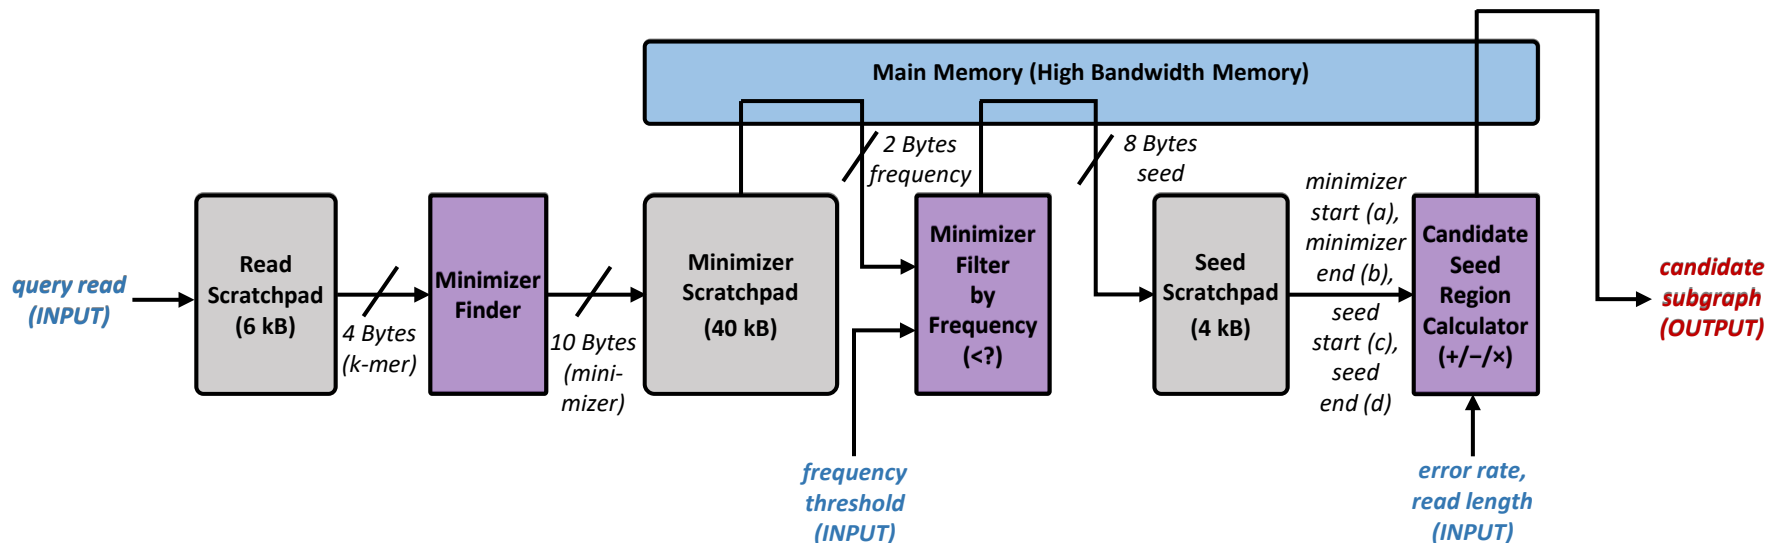 Main Memory (High Bandwidth Memory)
2 Bytes
frequency
8 Bytes
seed
query read
(INPUT)
Read
Scratchpad
(6 kB)
4 Bytes
(k-mer)
Minimizer
Finder
10 Bytes
(mini-
mizer)
Minimizer
Scratchpad
(40 kB)
Minimizer
Filter
by
Frequency
(<?)
frequency
threshold
(INPUT)
Seed
Scratchpad
(4 kB)
minimizer
start (a),
minimizer
end (b),
seed
start (c),
seed
end (d)
Candidate
Seed
Region
Calculator
(+/−/×)
error rate,
read length
(INPUT)
candidate
subgraph
(OUTPUT)